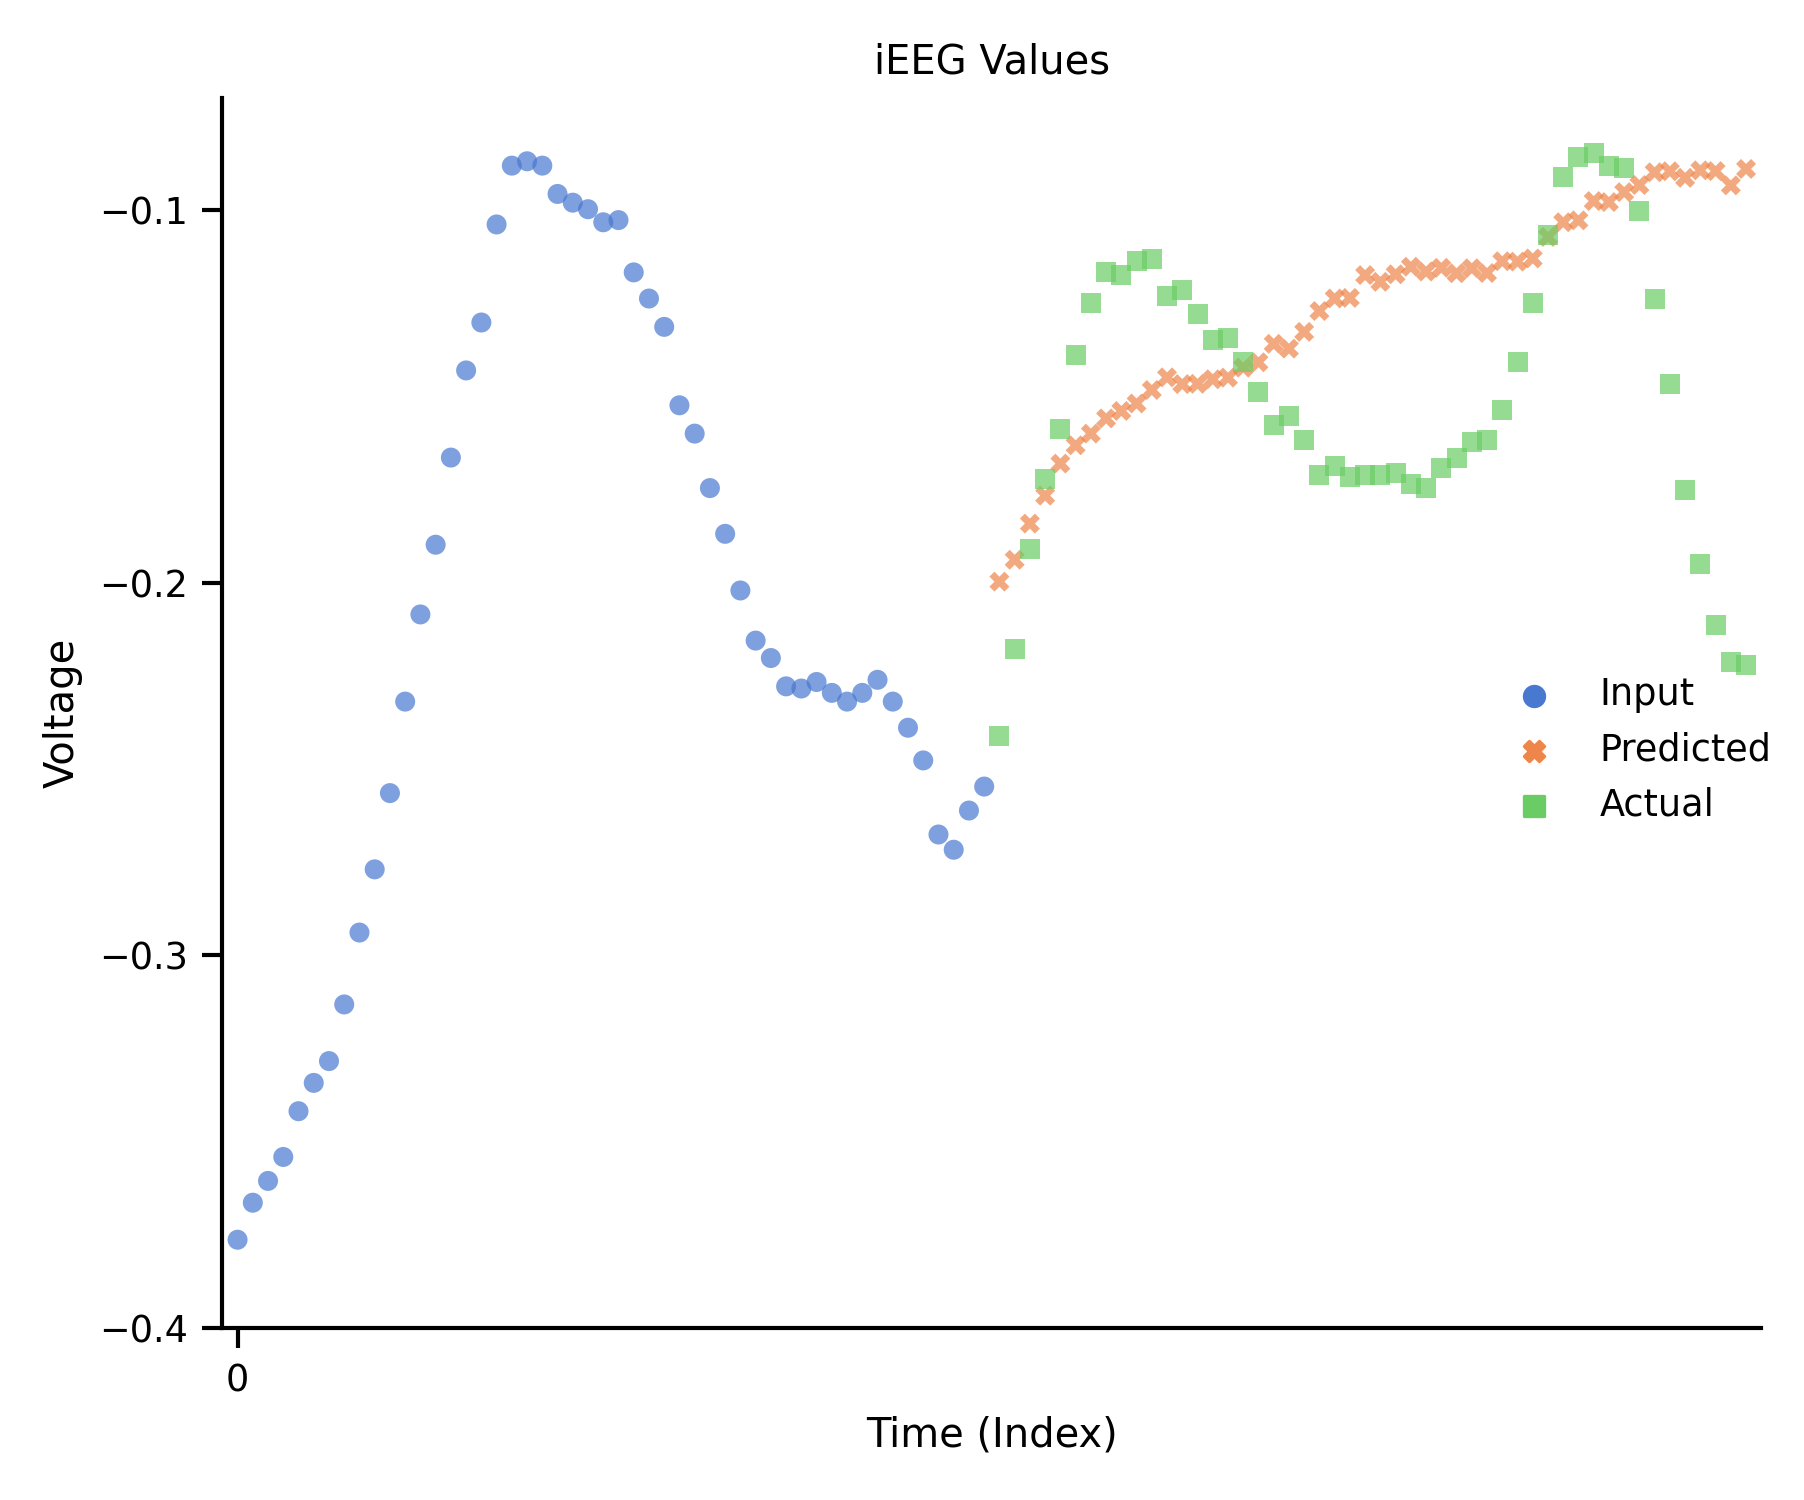 iEEG Values
−0.1
−0.2
−0.3
−0.4
Voltage
Input
Predicted
Actual
0
Time (Index)